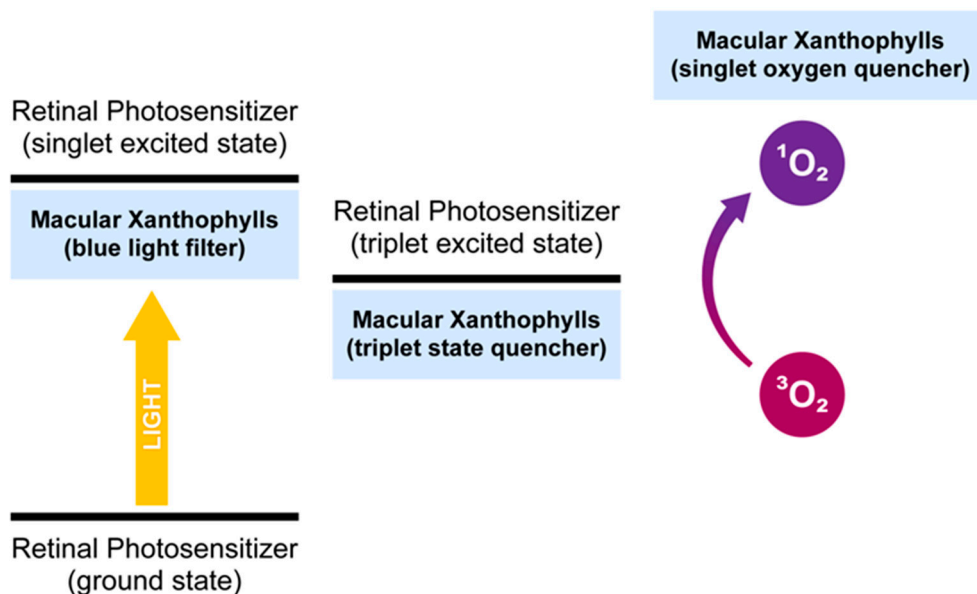 Macular Xanthophylls
(singlet oxygen quencher)
Retinal Photosensitizer
(singlet excited state)
¹O₂
Macular Xanthophylls
(blue light filter)
Retinal Photosensitizer
(triplet excited state)
Macular Xanthophylls
(triplet state quencher)
LIGHT
³O₂
Retinal Photosensitizer
(ground state)